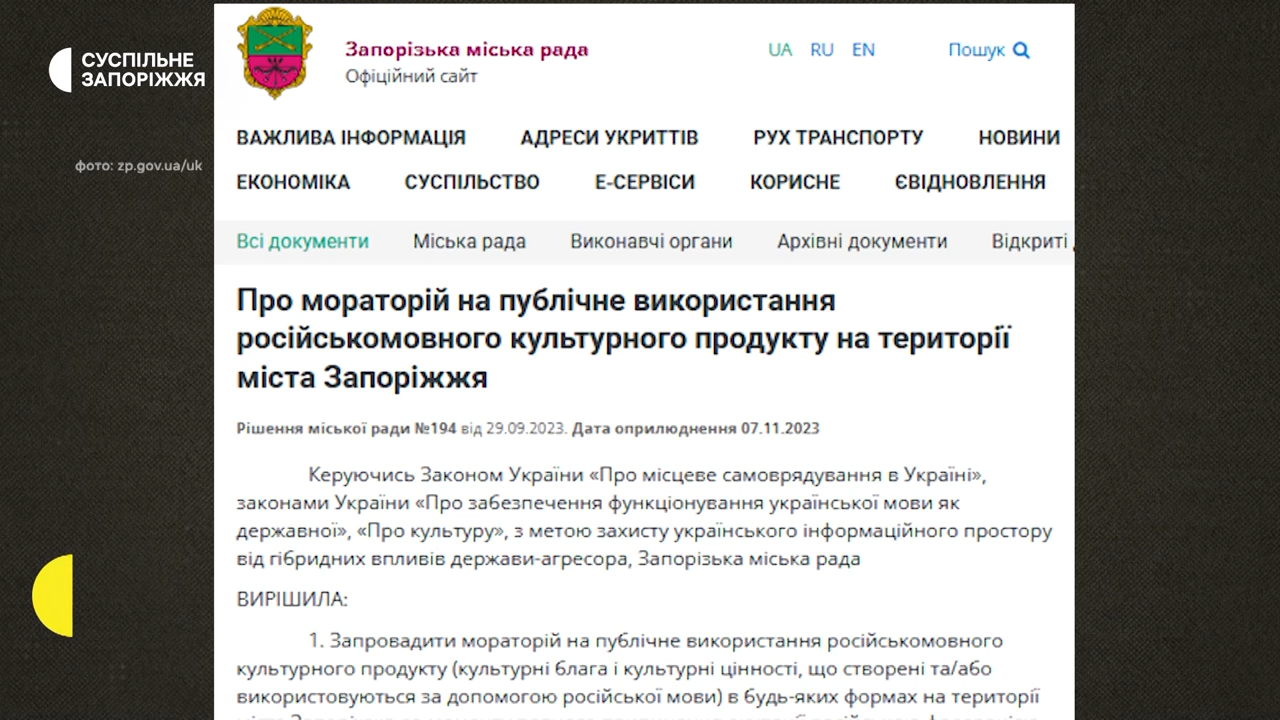 СУСПІЛЬНЕ
ЗАПОРІЖЖЯ
фото: zp.gov.ua/uk
Запорізька міська рада
Офіційний сайт
UA RU EN
Пошук
ВАЖЛИВА ІНФОРМАЦІЯ АДРЕСИ УКРИТТІВ РУХ ТРАНСПОРТУ НОВИНИ
ЕКОНОМІКА СУСПІЛЬСТВО Е-СЕРВІСИ КОРИСНЕ ЄВІДНОВЛЕННЯ
Всі документи Міська рада Виконавчі органи Архівні документи Відкриті
Про мораторій на публічне використання
російськомовного культурного продукту на території
міста Запоріжжя
Рішення міської ради №194 від 29.09.2023. Дата оприлюднення 07.11.2023
Керуючись Законом України «Про місцеве самоврядування в Україні»,
законами України «Про забезпечення функціонування української мови як
державної», «Про культуру», з метою захисту українського інформаційного простору
від гібридних впливів держави-агресора, Запорізька міська рада
ВИРІШИЛА:
1. Запровадити мораторій на публічне використання російськомовного
культурного продукту (культурні блага і культурні цінності, що створені та/або
використовуються за допомогою російської мови) в будь-яких формах на території